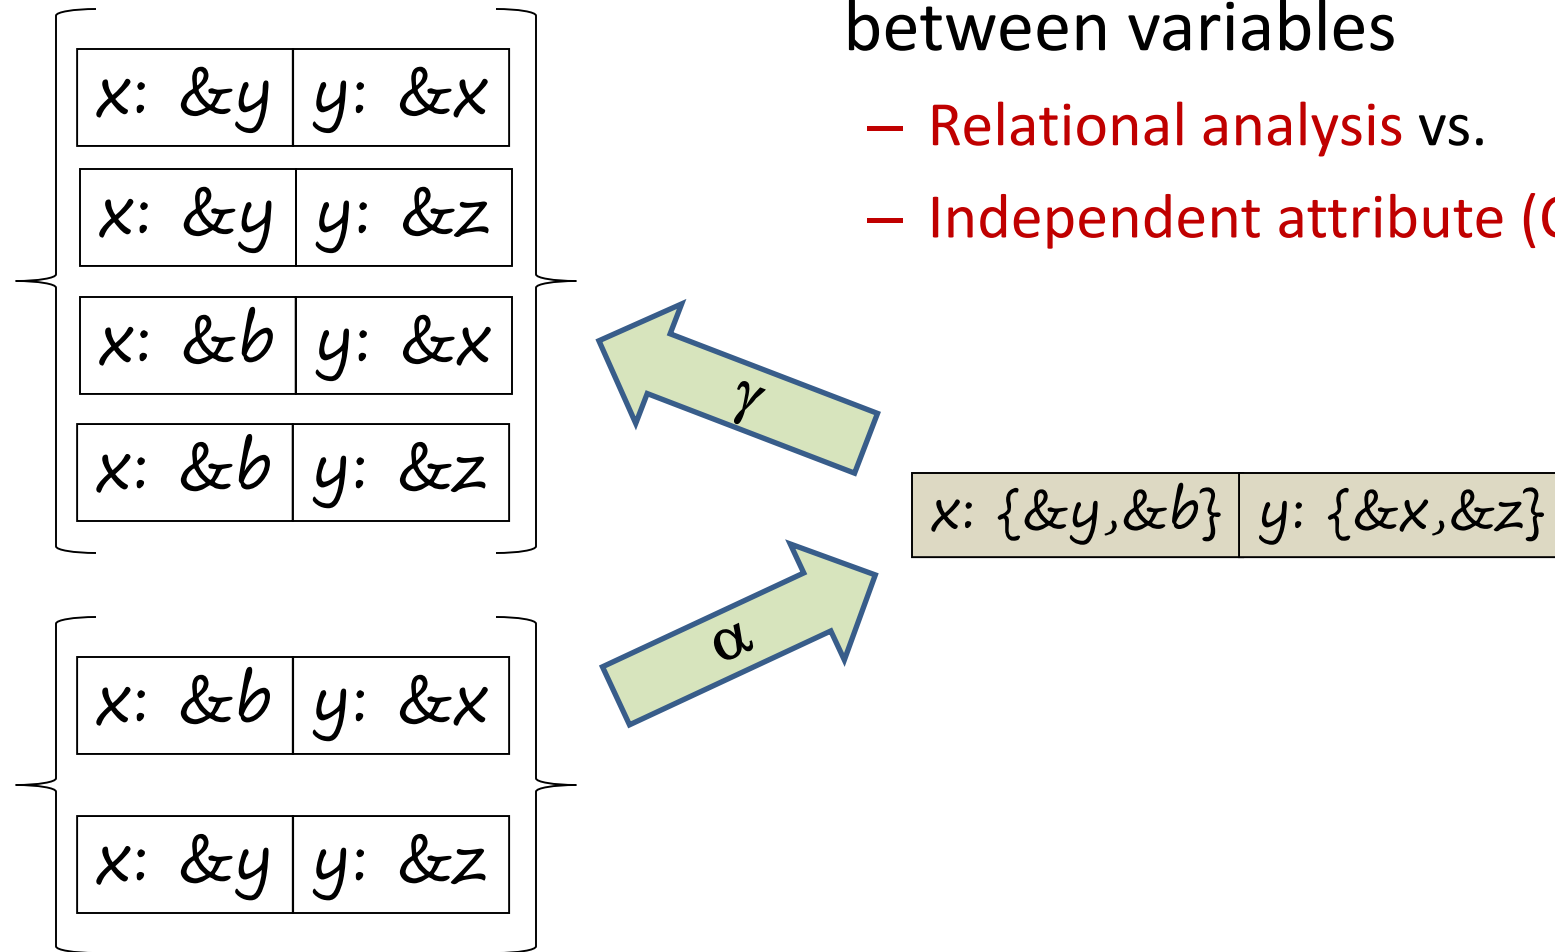 between variables
– Relational analysis vs.
– Independent attribute (
x: &y y: &x
x: &y y: &z
x: &b y: &x
x: &b y: &z
γ
x: {&y,&b} y: {&x,&z}
α
x: &b y: &x
x: &y y: &z